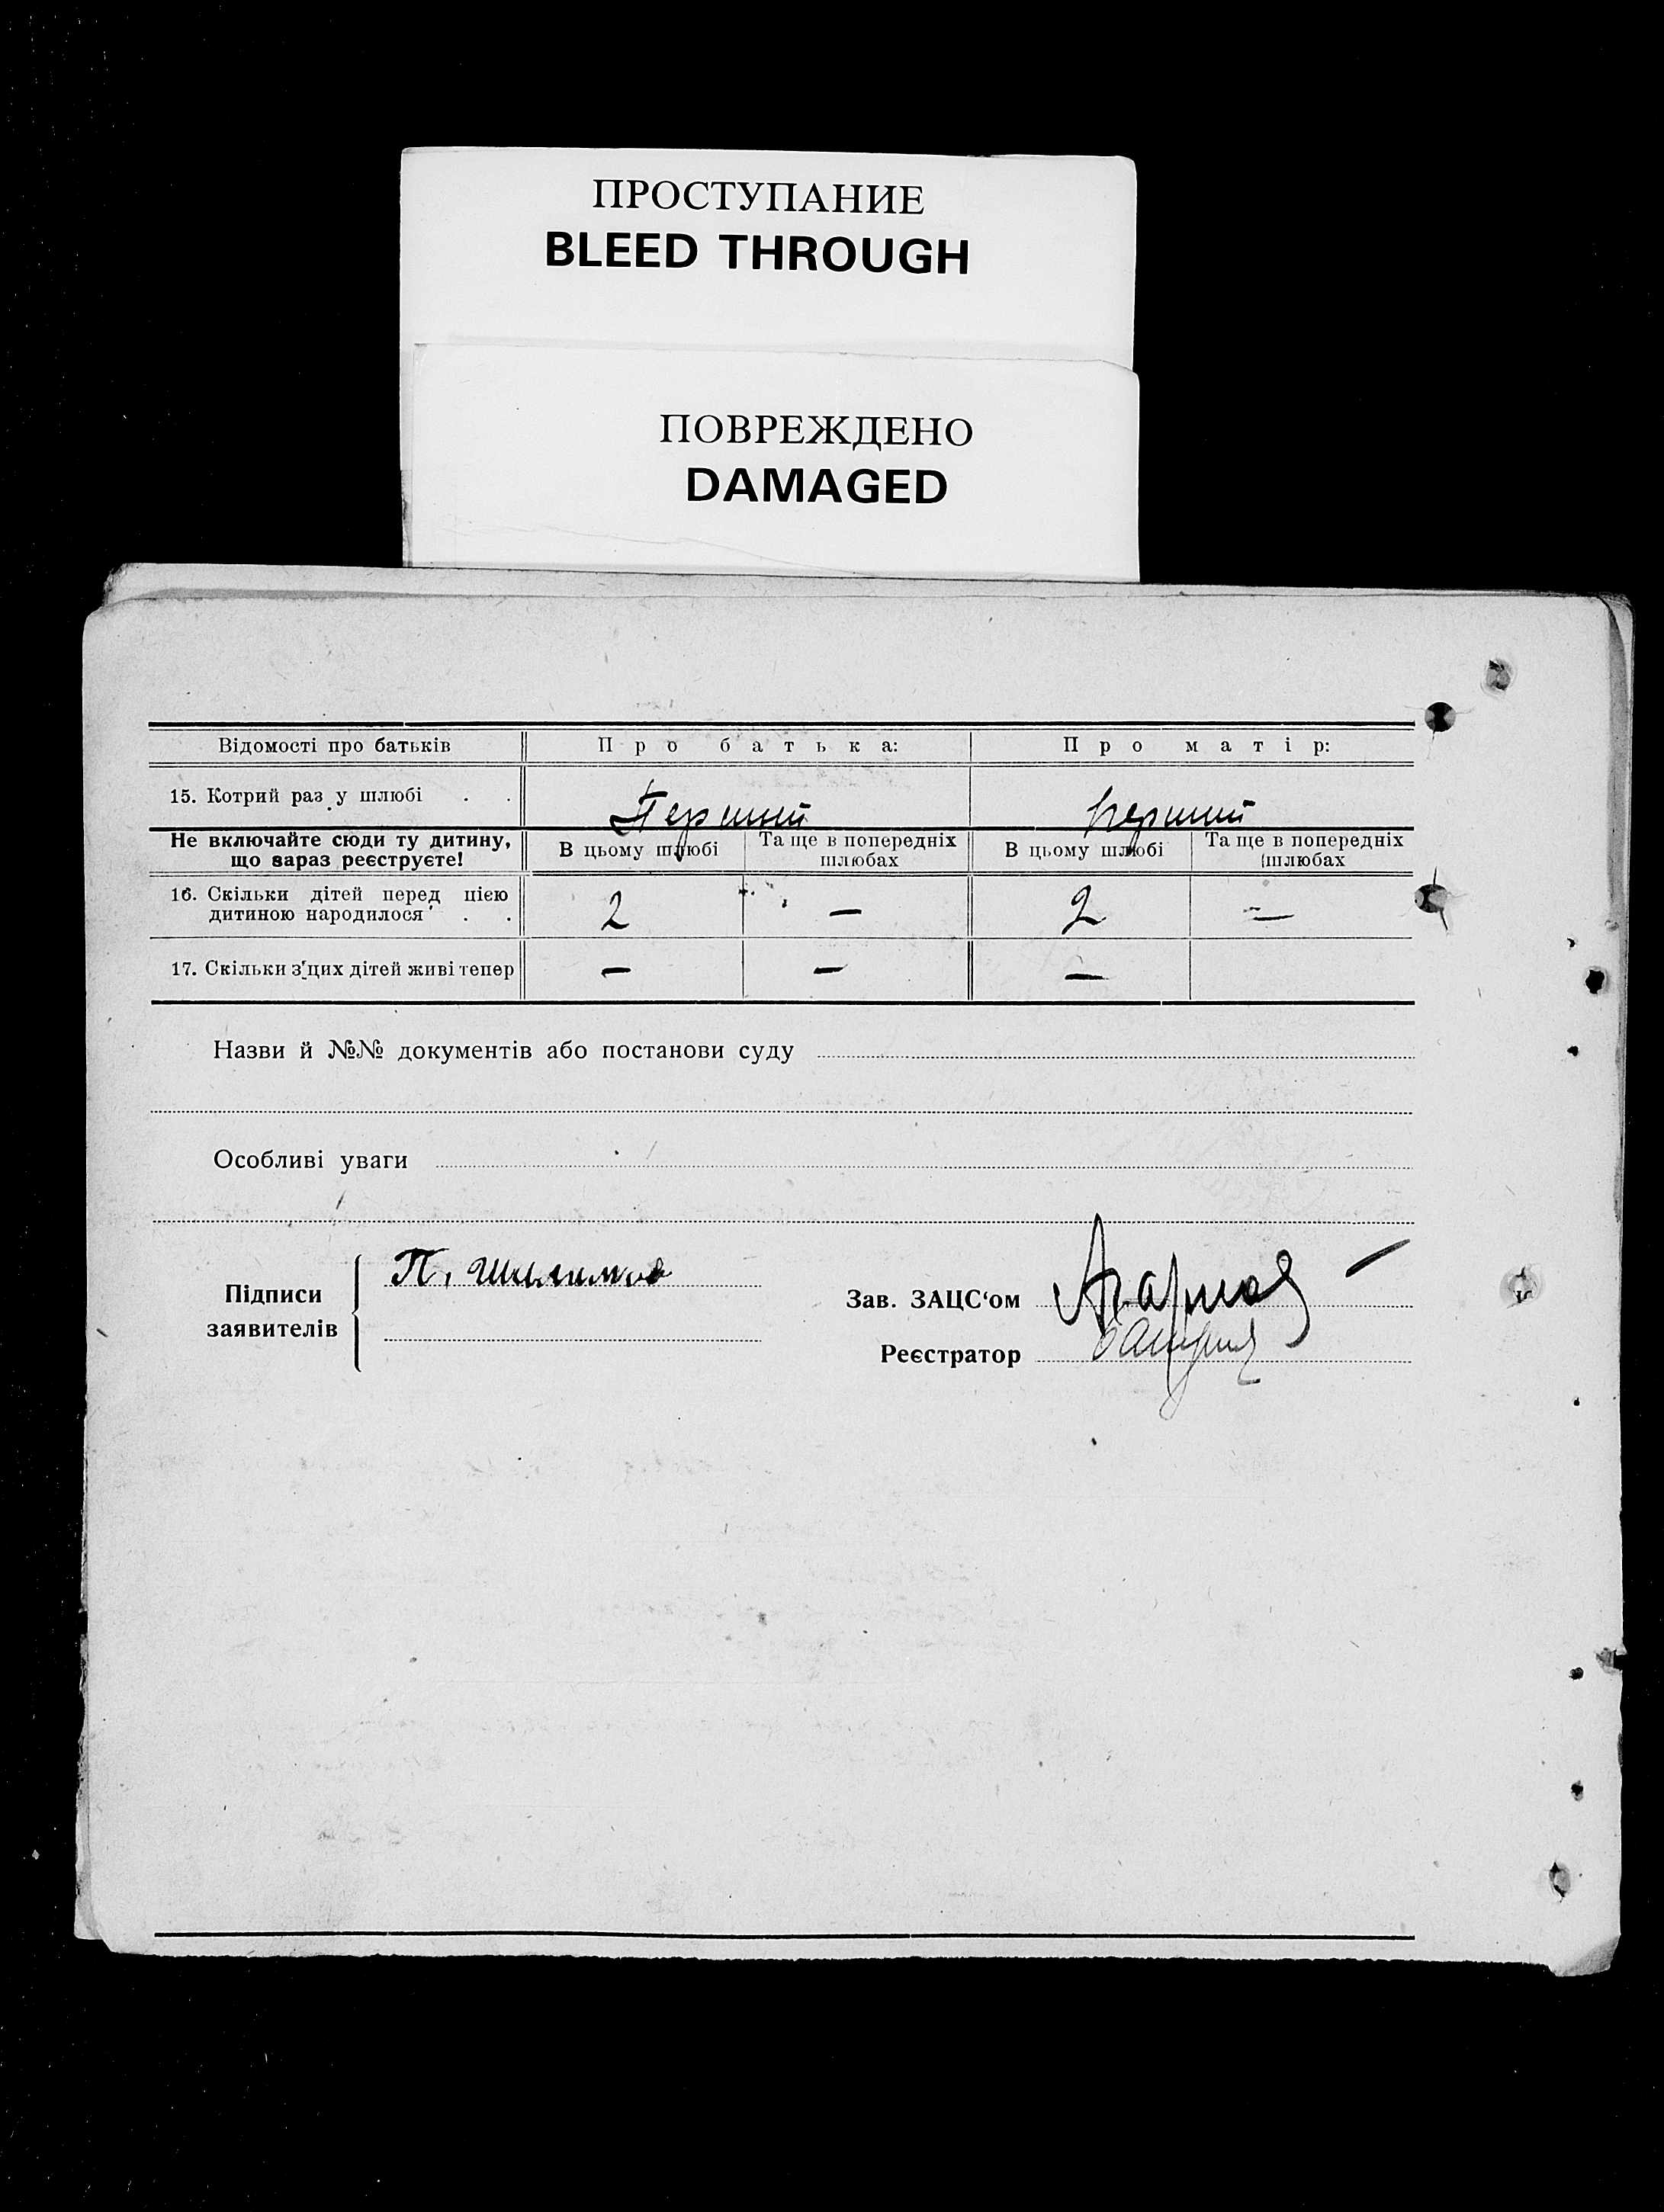 ПРОСТУПАНИЕ
BLEED THROUGH
ПОВРЕЖДЕНО
DAMAGED
Відомості про батьків Про батька: Про матір:
15. Котрий раз у шлюбі . . Перший перший
Не включайте сюди ту дитину, що зараз реєструєте! В цьому шлюбі Та ще в попередніх шлюбах В цьому шлюбі Та ще в попередніх шлюбах
16. Скільки дітей перед цією
дитиною народилося . . 2 — 2 —
17. Скільки з цих дітей живі тепер — — —
Назви й №№ документів або постанови суду
Особливі уваги
Підписи
заявителів
П.
Зав. ЗАЦС‘ом
Реєстратор